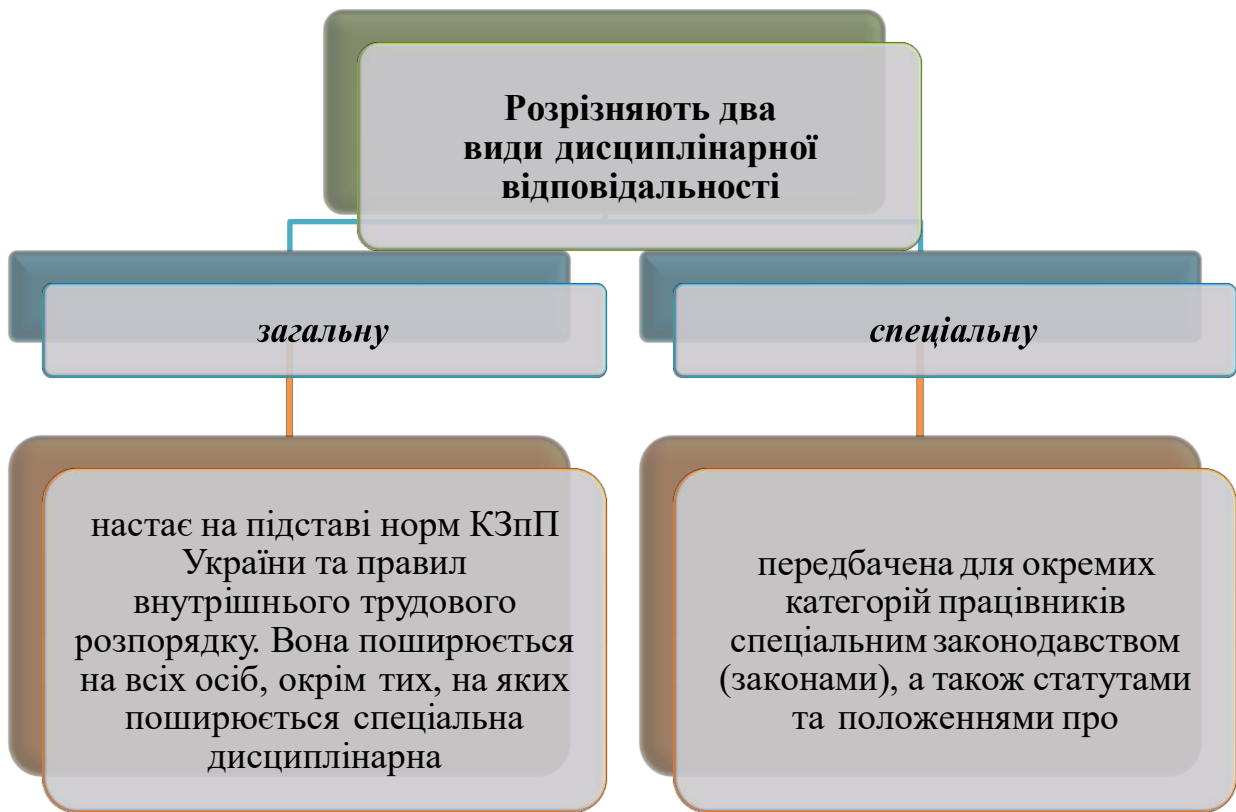 Розрізняють два
види дисциплінарної
відповідальності
загальну
спеціальну
настає на підставі норм КЗпП
України та правил
внутрішнього трудового
розпорядку. Вона поширюється
на всіх осіб, окрім тих, на яких
поширюється спеціальна
дисциплінарна
передбачена для окремих
категорій працівників
спеціальним законодавством
(законами), а також статутами
та положеннями про